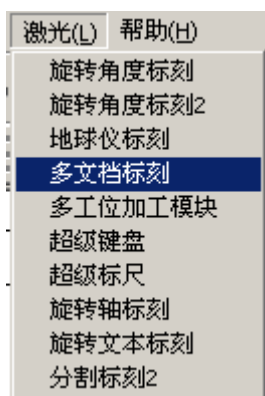 激光(L) 帮助(H)
旋转角度标刻
旋转角度标刻2
地球仪标刻
多文档标刻
多工位加工模块
超级键盘
超级标尺
旋转轴标刻
旋转文本标刻
分割标刻2